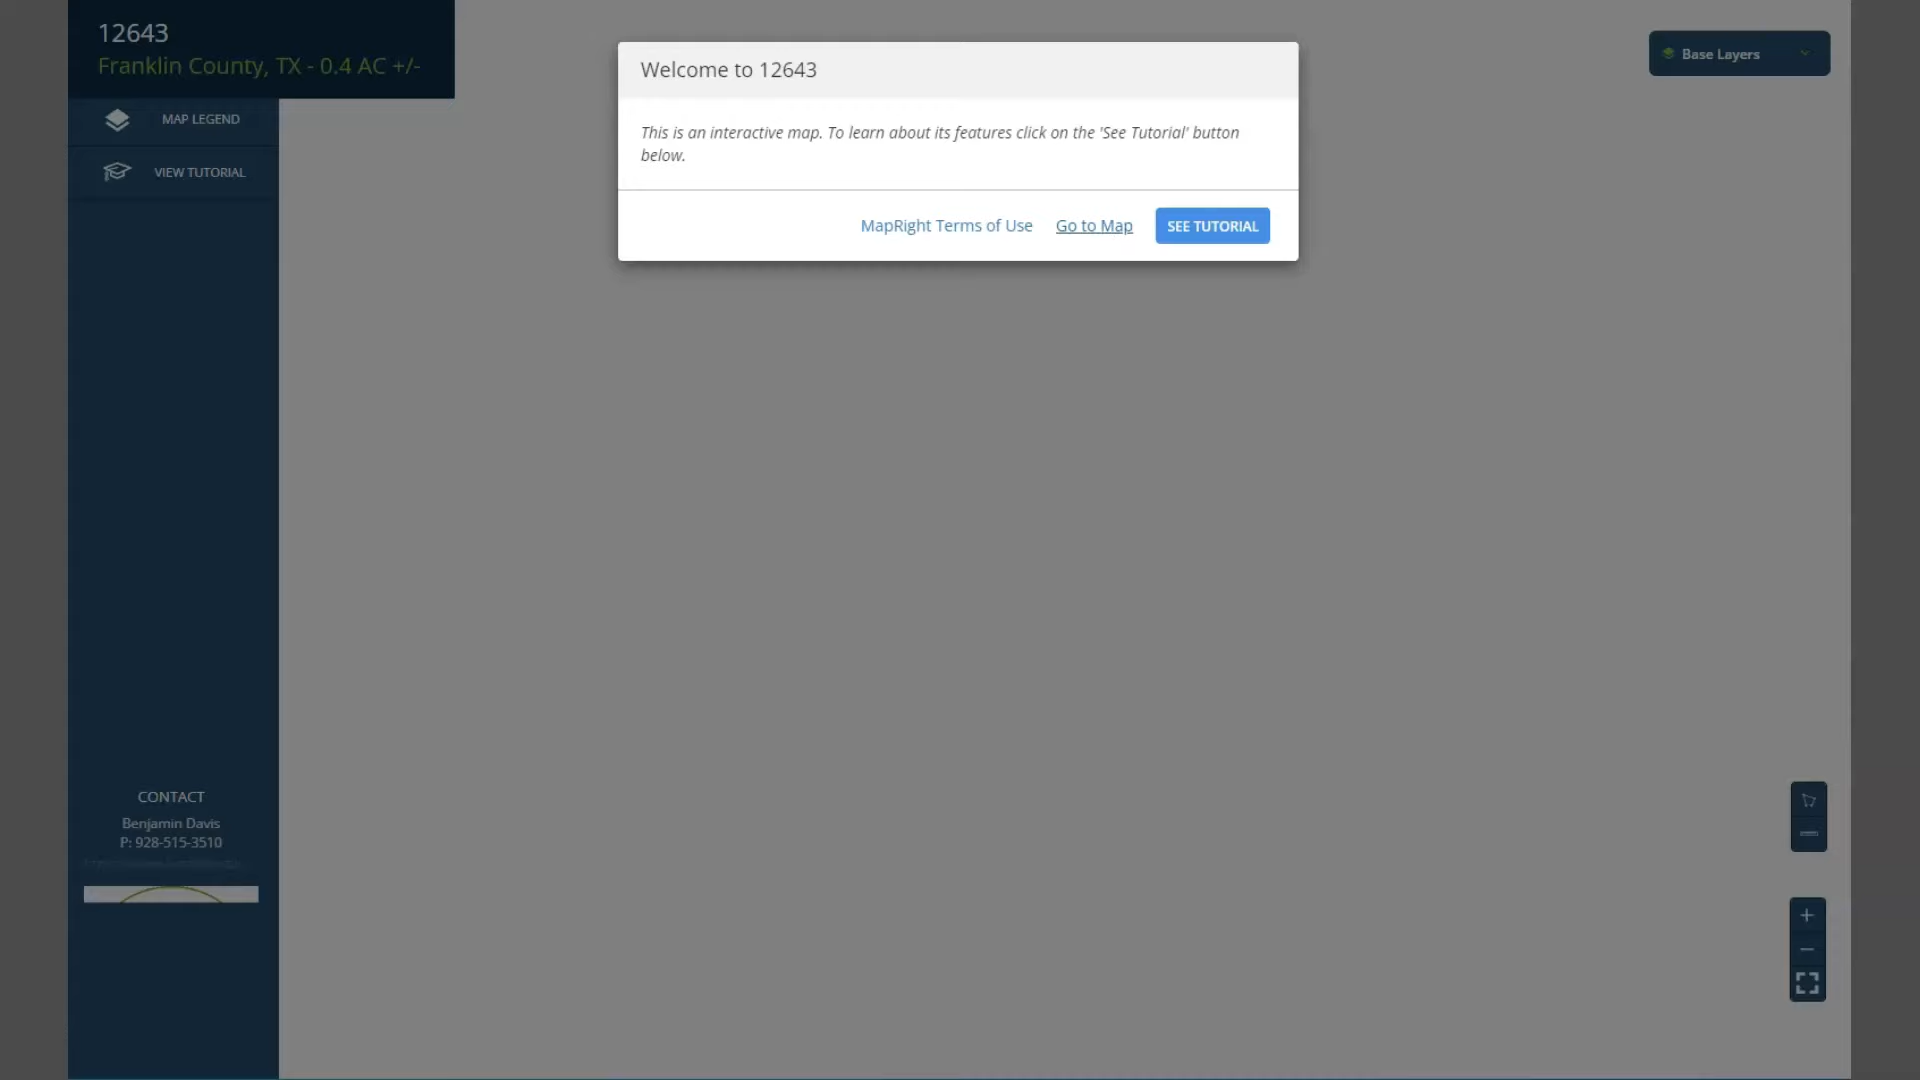 12643
Franklin County, TX - 0.4 AC +/-
MAP LEGEND
VIEW TUTORIAL
Welcome to 12643
This is an interactive map. To learn about its features click on the 'See Tutorial' button
below.
MapRight Terms of Use
Go to Map
SEE TUTORIAL
Base Layers
CONTACT
Benjamin Davis
P: 928-515-3510